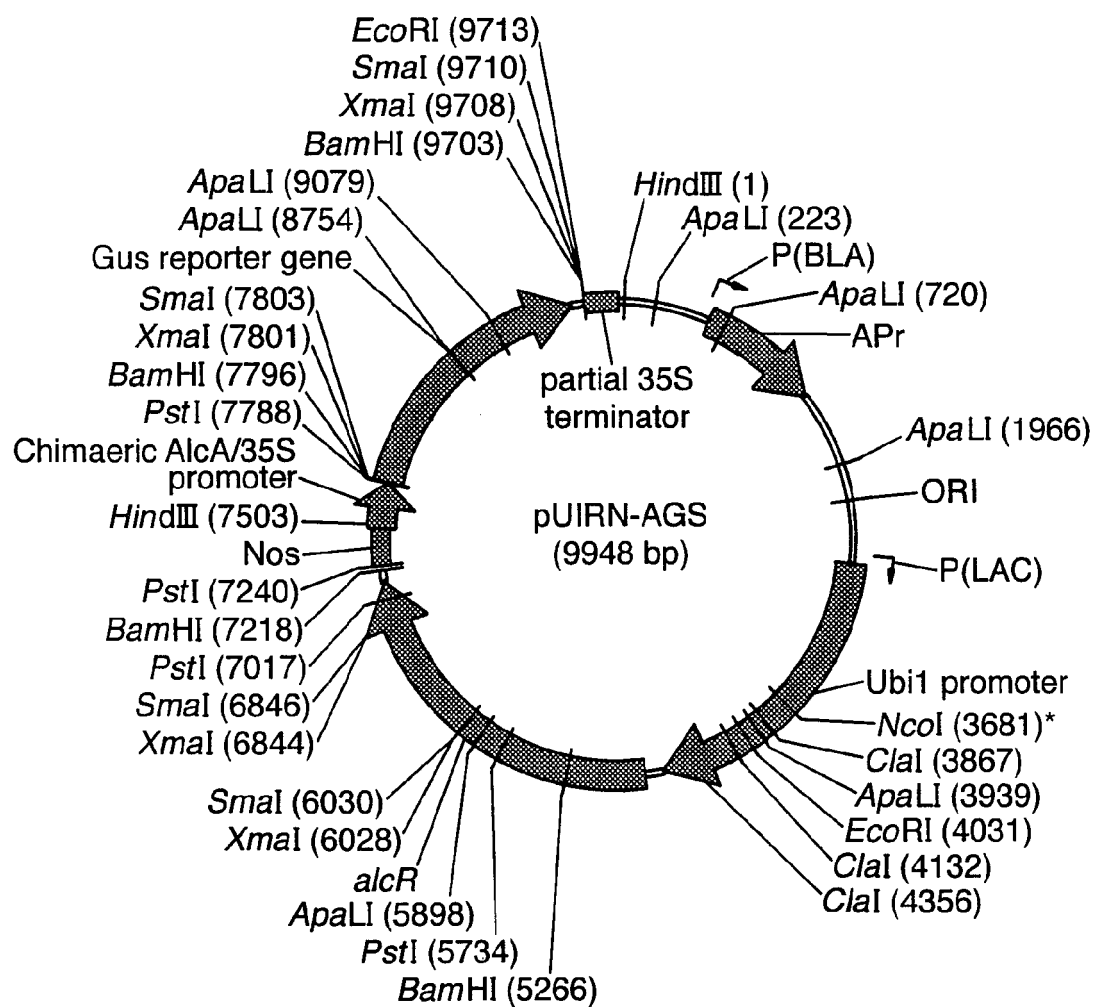 EcoRI (9713)
SmaI (9710)
XmaI (9708)
BamHI (9703)
ApaLI (9079)
ApaLI (8754)
Gus reporter gene
SmaI (7803)
XmaI (7801)
BamHI (7796)
PstI (7788)
Chimaeric AlcA/35S
promoter
HindIII (7503)
Nos
PstI (7240)
BamHI (7218)
PstI (7017)
SmaI (6846)
XmaI (6844)
SmaI (6030)
XmaI (6028)
alcR
ApaLI (5898)
PstI (5734)
BamHI (5266)
HindIII (1)
ApaLI (223)
P(BLA)
ApaLI (720)
APr
partial 35S
terminator
ApaLI (1966)
ORI
pUIRN-AGS
(9948 bp)
P(LAC)
Ubi1 promoter
NcoI (3681)*
ClaI (3867)
ApaLI (3939)
EcoRI (4031)
ClaI (4132)
ClaI (4356)